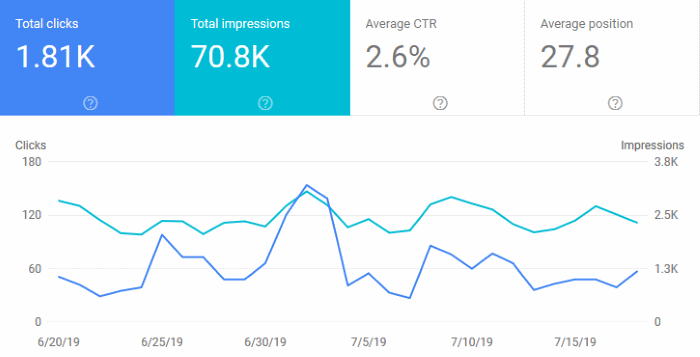 Total clicks Total impressions Average CTR Average position
1.81K 70.8K 2.6% 27.8
Clicks Impressions
180 3.8K
120 2.5K
60 1.3K
0 0
6/20/19 6/25/19 6/30/19 7/5/19 7/10/19 7/15/19